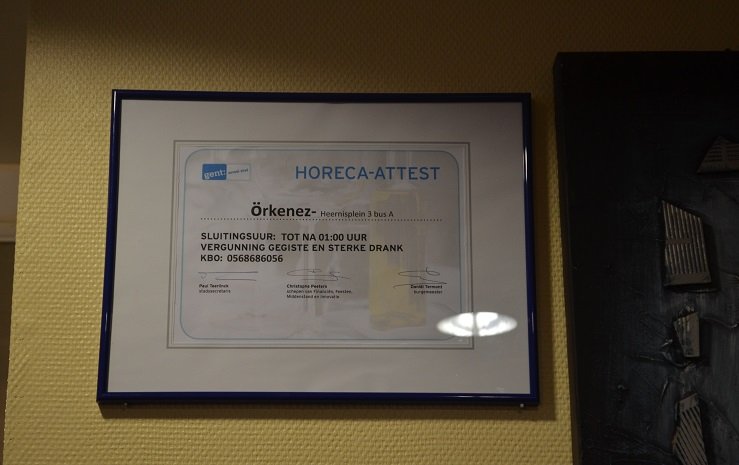 gent:
HORECA-ATTEST
Örkenez- Heernisplein 3 bus A
SLUITINGSUUR: TOT NA 01:00 UUR
VERGUNNING GEGISTE EN STERKE DRANK
KBO: 0568686056
Paul Teerlinck
stadssecretaris
Christophe Peeters
schepen van Financiën, Feesten,
Middenstand en Innovatie
Daniël Termont
burgemeester